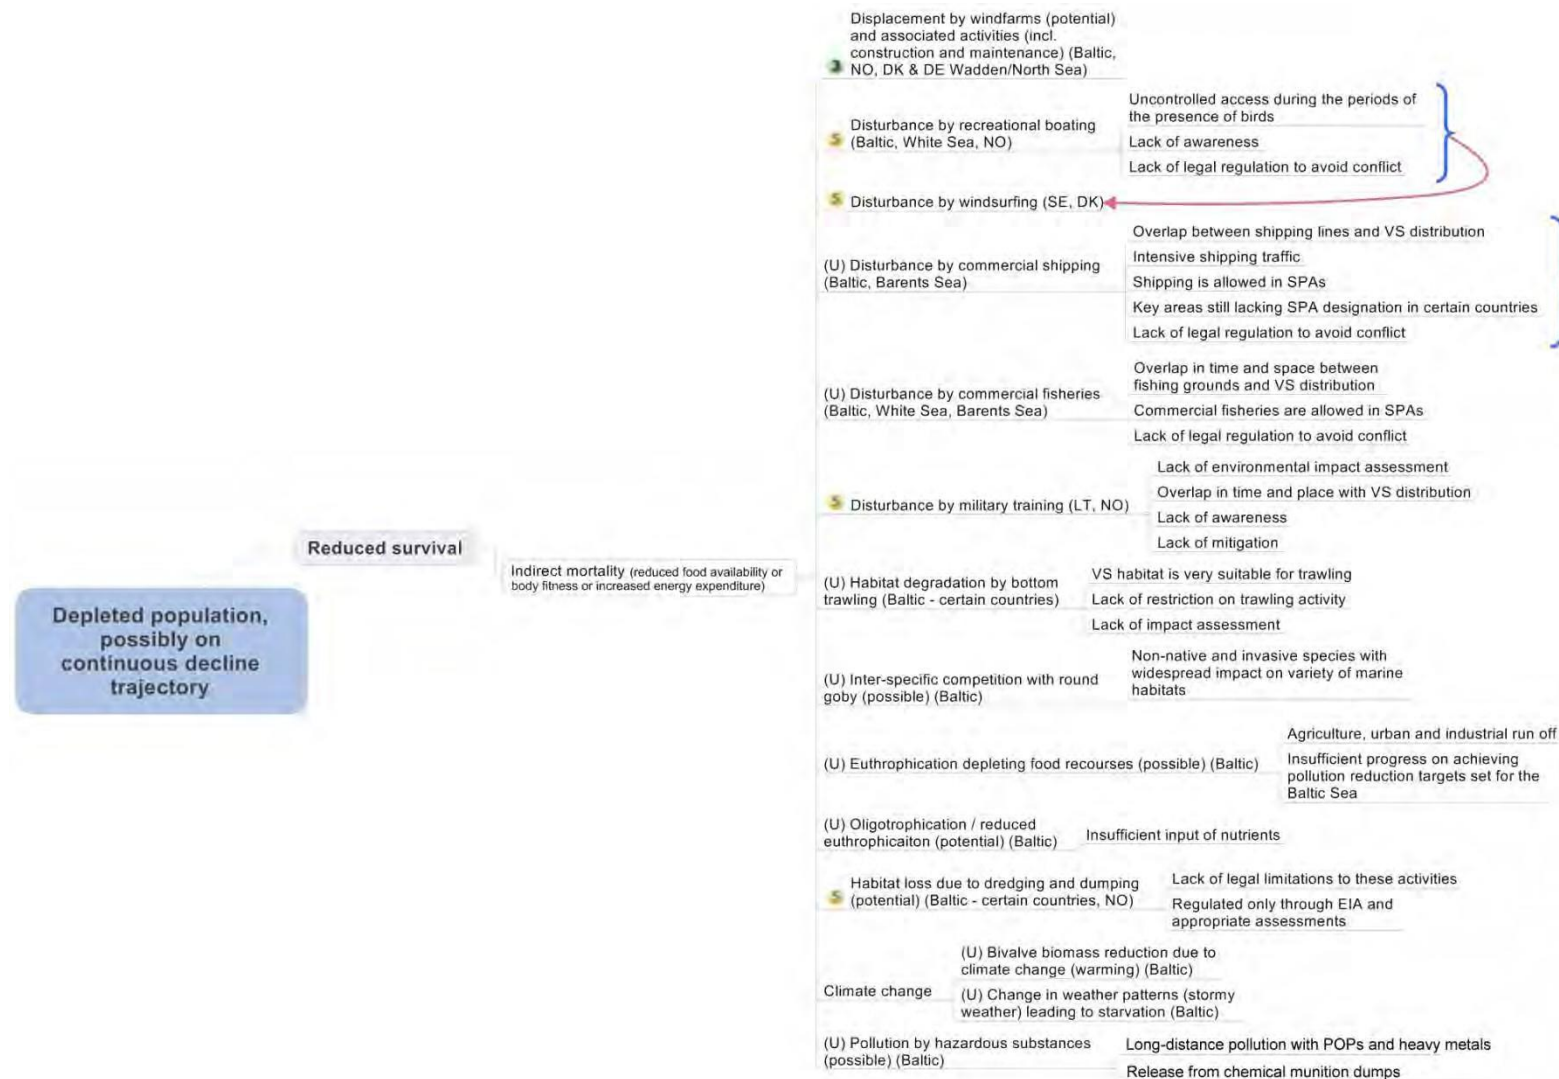 Displacement by windfarms (potential)
and associated activities (incl.
construction and maintenance) (Baltic,
3 NO, DK & DE Wadden/North Sea)
5 Disturbance by recreational boating
(Baltic, White Sea, NO)
Uncontrolled access during the periods of
the presence of birds
Lack of awareness
Lack of legal regulation to avoid conflict
5 Disturbance by windsurfing (SE, DK)
(U) Disturbance by commercial shipping
(Baltic, Barents Sea)
Overlap between shipping lines and VS distribution
Intensive shipping traffic
Shipping is allowed in SPAs
Key areas still lacking SPA designation in certain countries
Lack of legal regulation to avoid conflict
(U) Disturbance by commercial fisheries
(Baltic, White Sea, Barents Sea)
Overlap in time and space between
fishing grounds and VS distribution
Commercial fisheries are allowed in SPAs
Lack of legal regulation to avoid conflict
5 Disturbance by military training (LT, NO)
Lack of environmental impact assessment
Overlap in time and place with VS distribution
Lack of awareness
Lack of mitigation
Reduced survival
Indirect mortality (reduced food availability or
body fitness or increased energy expenditure)
Depleted population,
possibly on
continuous decline
trajectory
(U) Habitat degradation by bottom
trawling (Baltic - certain countries)
VS habitat is very suitable for trawling
Lack of restriction on trawling activity
Lack of impact assessment
(U) Inter-specific competition with round
goby (possible) (Baltic)
Non-native and invasive species with
widespread impact on variety of marine
habitats
(U) Euthrophication depleting food recourses (possible) (Baltic)
Agriculture, urban and industrial run off
Insufficient progress on achieving
pollution reduction targets set for the
Baltic Sea
(U) Oligotrophication / reduced
euthrophicaiton (potential) (Baltic)
Insufficient input of nutrients
5 Habitat loss due to dredging and dumping
(potential) (Baltic - certain countries, NO)
Lack of legal limitations to these activities
Regulated only through EIA and
appropriate assessments
Climate change
(U) Bivalve biomass reduction due to
climate change (warming) (Baltic)
(U) Change in weather patterns (stormy
weather) leading to starvation (Baltic)
(U) Pollution by hazardous substances
(possible) (Baltic)
Long-distance pollution with POPs and heavy metals
Release from chemical munition dumps